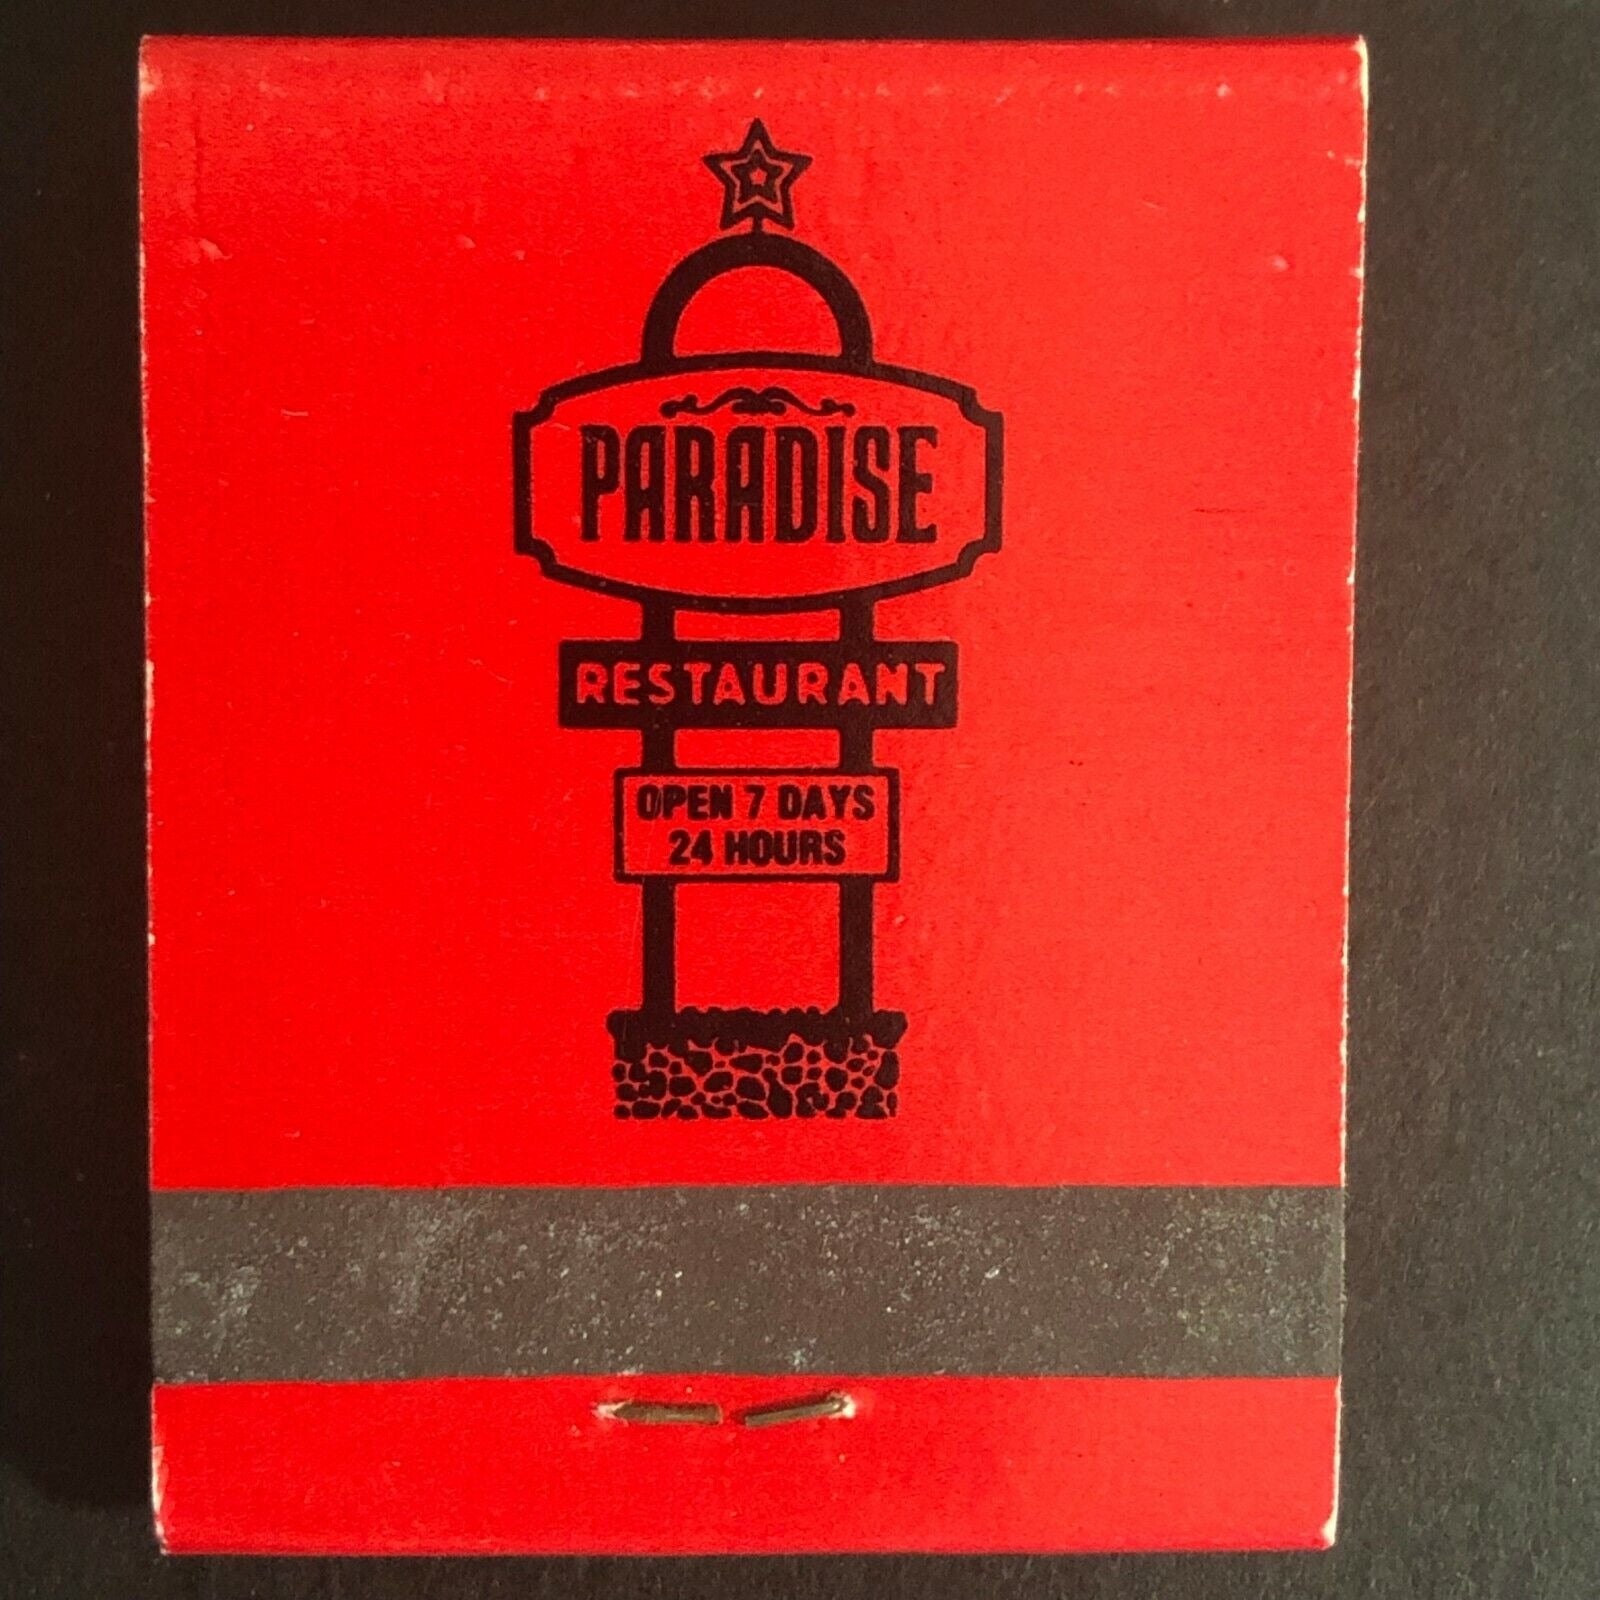 PARADISE
RESTAURANT
OPEN 7 DAYS
24 HOURS